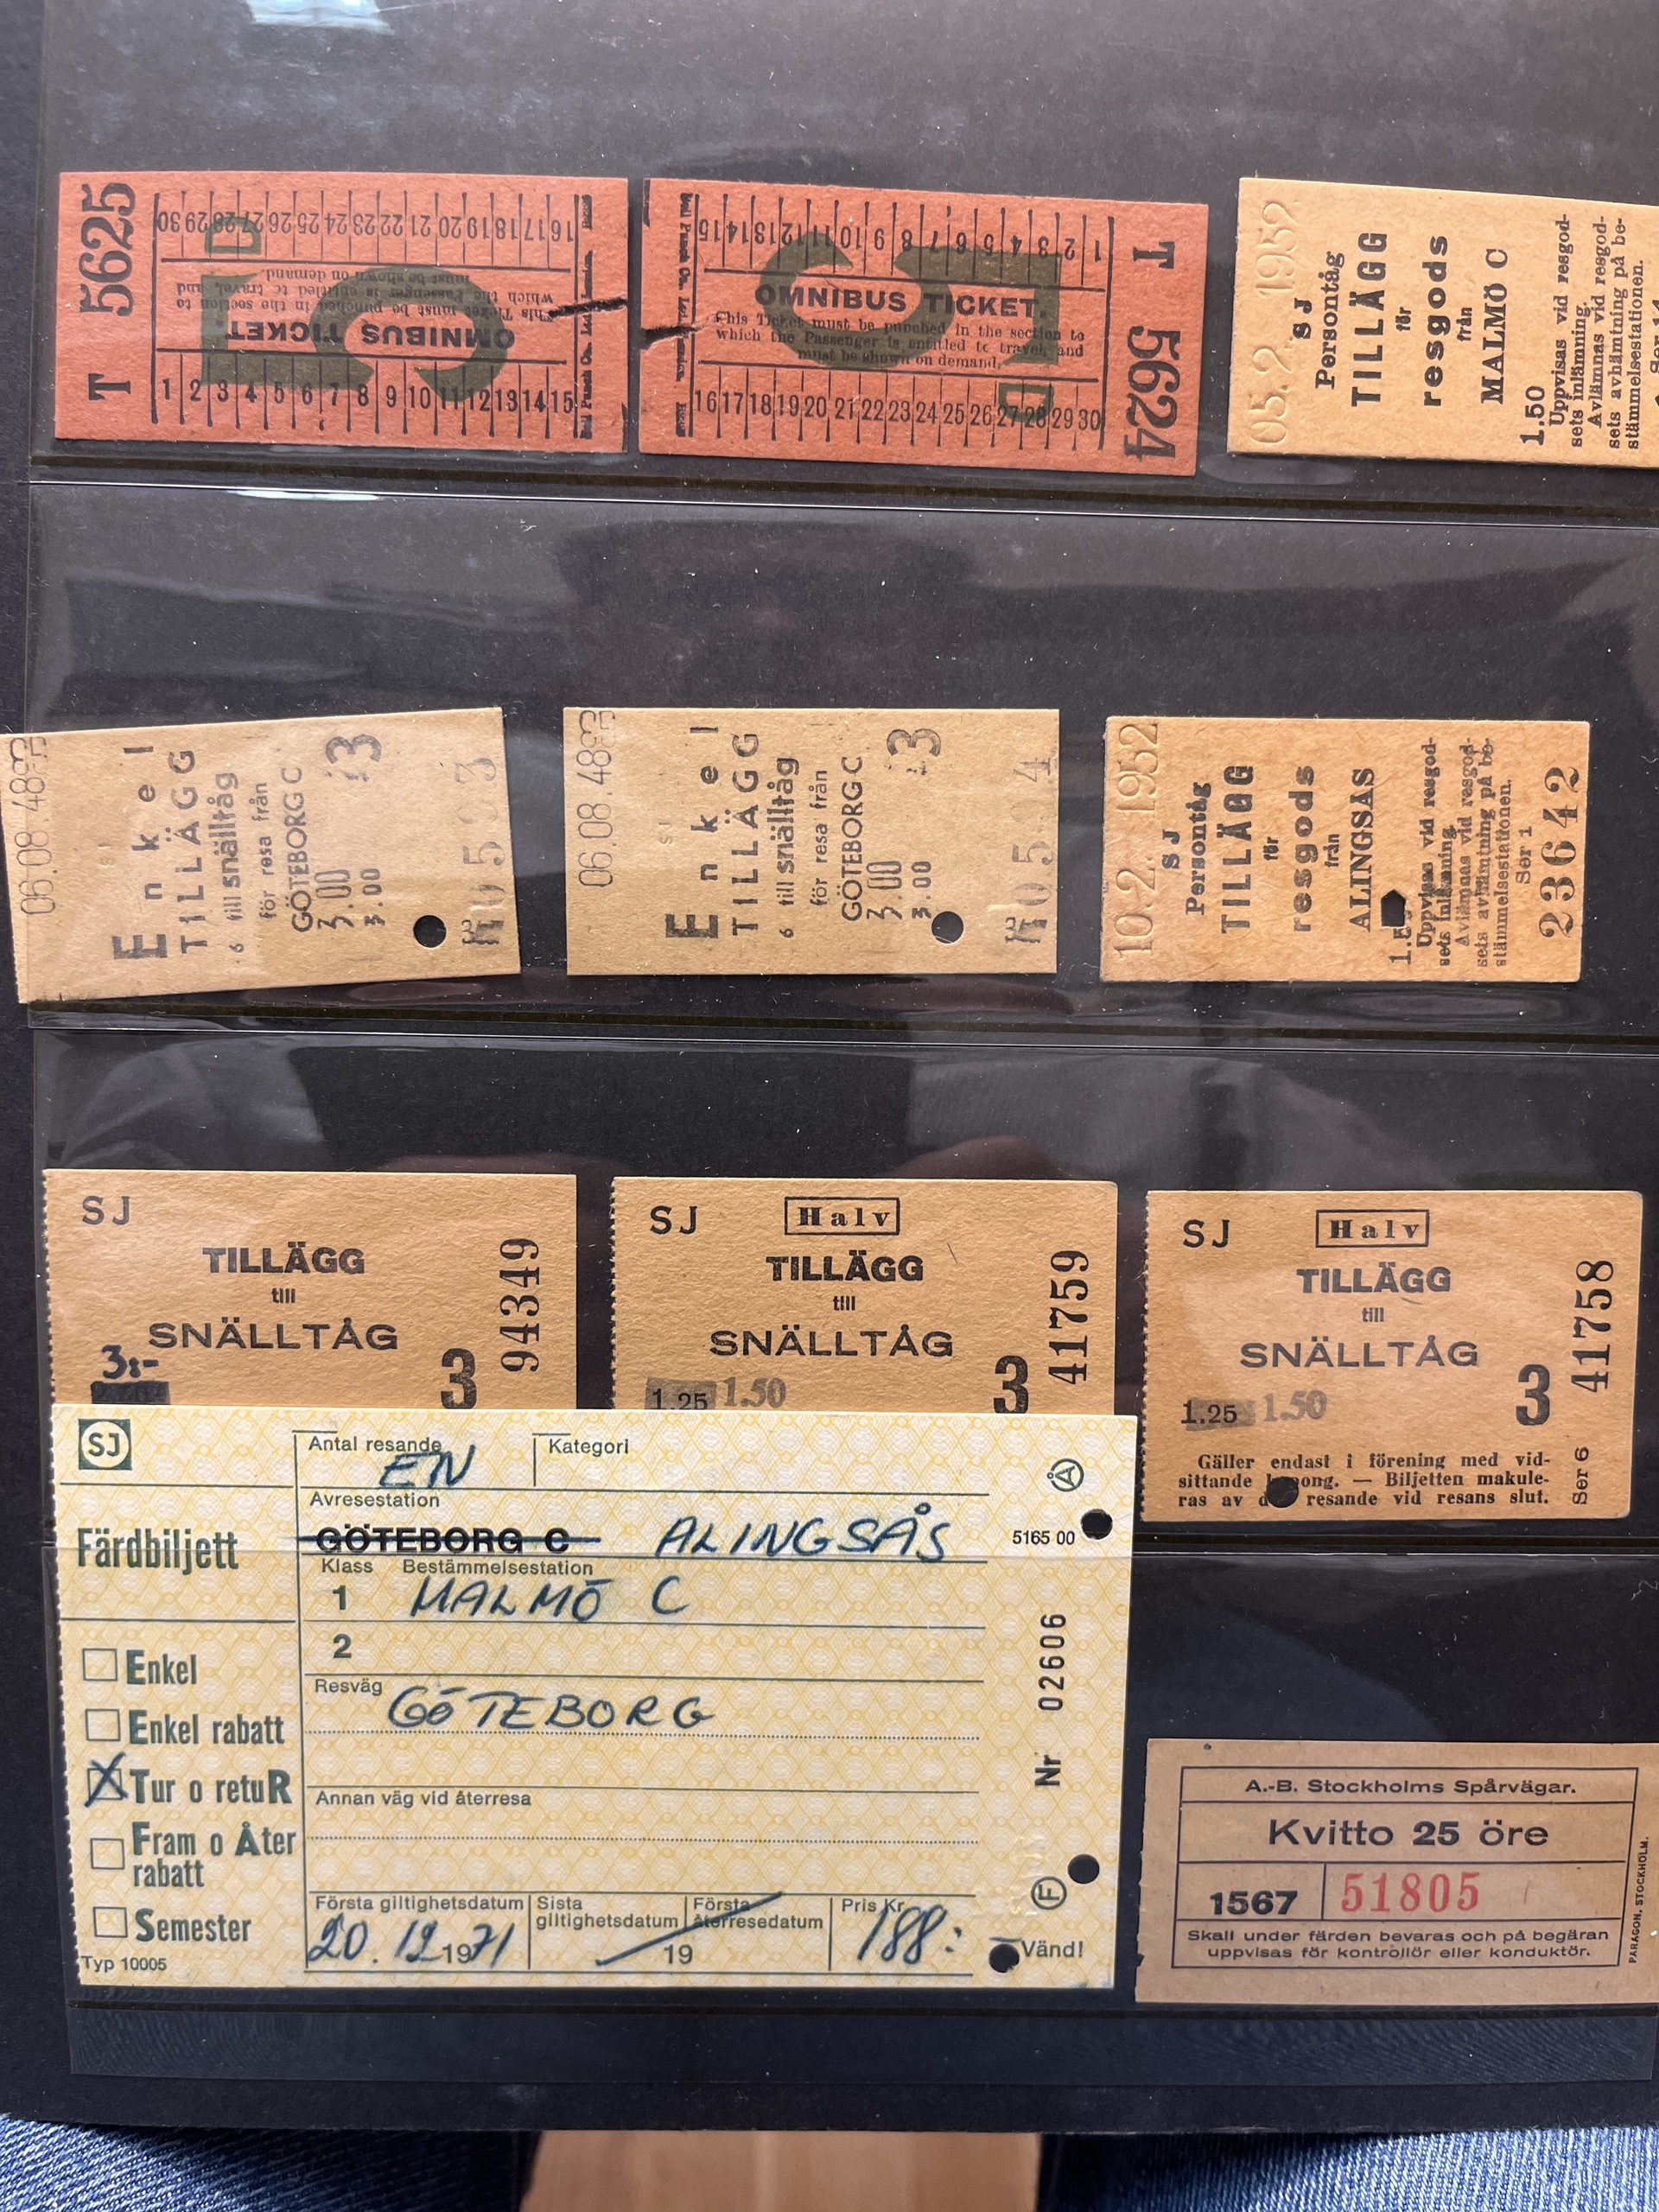 T 5625
30 29 28 27 26 25 24 23 22 21 20 19 18 17 16
OMNIBUS TICKET.
This Ticket must be punched in the section to
which the Passenger is entitled to travel, and
must be shown on demand.
1 2 3 4 5 6 7 8 9 10 11 12 13 14 15
5D
T 5624
15 14 13 12 11 10 9 8 7 6 5 4 3 2 1
OMNIBUS TICKET.
This Ticket must be punched in the section to
which the Passenger is entitled to travel, and
must be shown on demand.
16 17 18 19 20 21 22 23 24 25 26 27 28 29 30
5D
05. 2. 1952
SJ
Persontåg
TILLÄGG
för
resgods
från
MALMÖ C
1.50
Uppvisas vid resgod-
sets inlämning.
Avlämnas vid resgod-
sets avhämtning på be-
stämmelsestationen.
06.08.48
Enkel
TILLÄGG
6 till snälltåg
för resa från
GÖTEBORG C
3.00
3.00
3
06.08.48
SJ
Enkel
TILLÄGG
6 till snälltåg
för resa från
GÖTEBORG C
3.00
3.00
3
10. 2. 1952
SJ
Persontåg
TILLÄGG
för
resgods
från
ALINGSÅS
Uppvisas vid resgod-
sets inlämning.
Avlämnas vid resgod-
sets avhämtning på be-
stämmelsestationen.
Ser 1
23642
SJ
TILLÄGG
till
SNÄLLTÅG
3:-
3
94349
SJ Halv
TILLÄGG
till
SNÄLLTÅG
1.25 1.50
3
41759
SJ Halv
TILLÄGG
till
SNÄLLTÅG
1.25 1.50
3
Gäller endast i förening med vid-
sittande kupong. — Biljetten makule-
ras av den resande vid resans slut.
Ser 6
41758
SJ
Färdbiljett
Enkel
Enkel rabatt
X Tur o retuR
Fram o Åter
rabatt
Semester
Typ 10005
Antal resande Kategori
EN
Avresestation
GÖTEBORG C ALINGSÅS
5165 00
Klass Bestämmelsestation
1 MALMÖ C
2
Resväg
GÖTEBORG
Annan väg vid återresa
Första giltighetsdatum
20.12 1971
Sista
giltighetsdatum
Första
återresedatum
19
Pris Kr
188:-
Å
Nr 02606
F
Vänd!
A.-B. Stockholms Spårvägar.
Kvitto 25 öre
1567 51805
Skall under färden bevaras och på begäran
uppvisas för kontrollör eller konduktör.
PARAGON, STOCKHOLM.